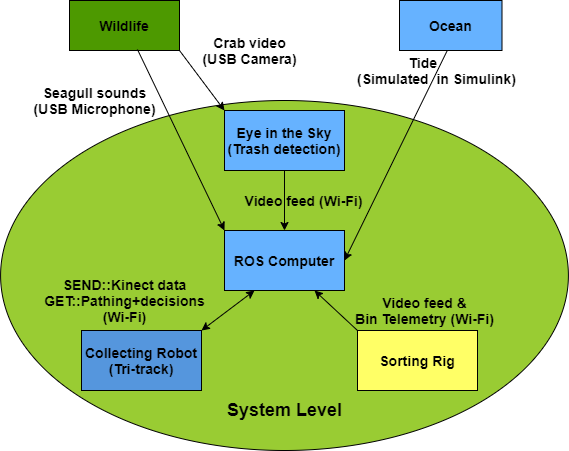 Wildlife
Ocean
Crab video
(USB Camera)
Tide
(Simulated in Simulink)
Seagull sounds
(USB Microphone)
Eye in the Sky
(Trash detection)
Video feed (Wi-Fi)
ROS Computer
SEND::Kinect data
GET::Pathing+decisions
(Wi-Fi)
Video feed &
Bin Telemetry (Wi-Fi)
Collecting Robot
(Tri-track)
Sorting Rig
System Level